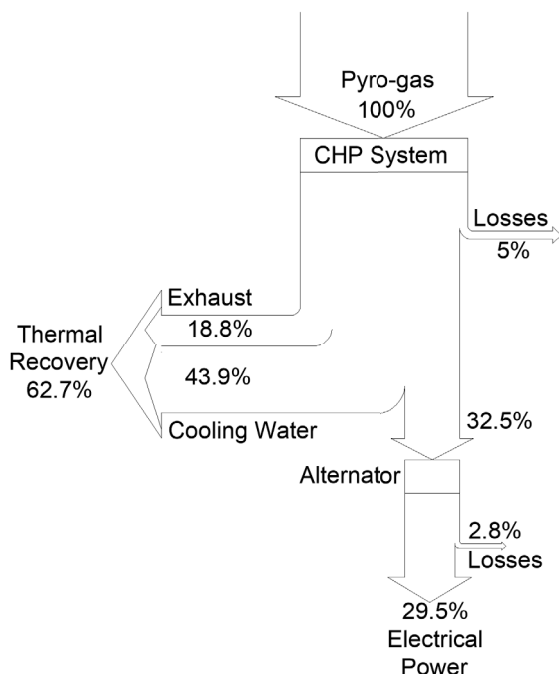 Pyro-gas
100%
CHP System
Losses
5%
Exhaust
18.8%
Thermal
Recovery
62.7%
43.9%
Cooling Water
32.5%
Alternator
2.8%
Losses
29.5%
Electrical
Power